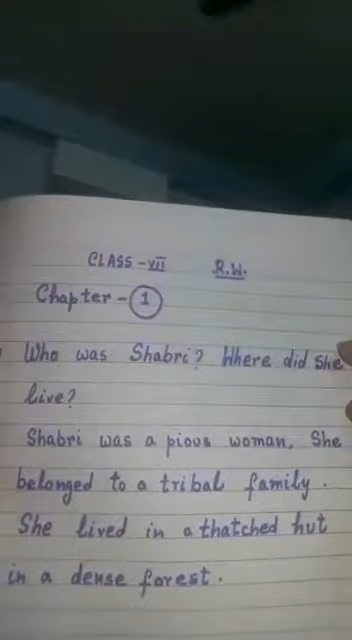 CLASS - VII R.W.
Chapter - 1
Who was Shabri? Where did She
live?
Shabri was a pious woman. She
belonged to a tribal family.
She lived in a thatched hut
in a dense forest.